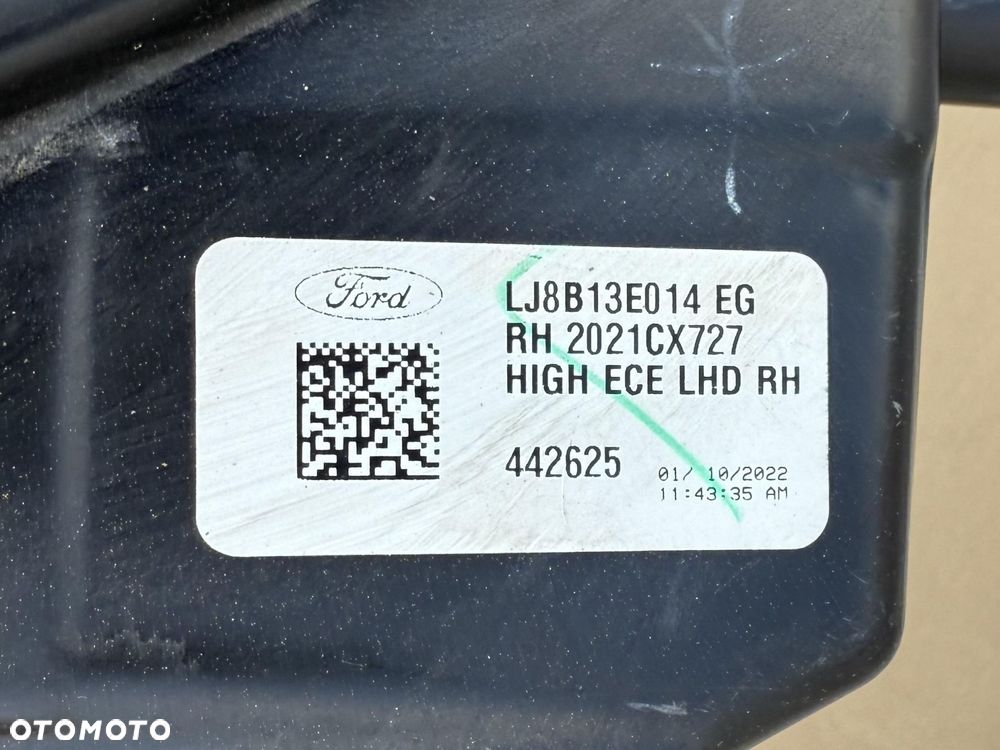 Ford
LJ8B13E014 EG
RH 2021CX727
HIGH ECE LHD RH
442625
01/ 10/2022
11:43:35 AM
OTOMOTO